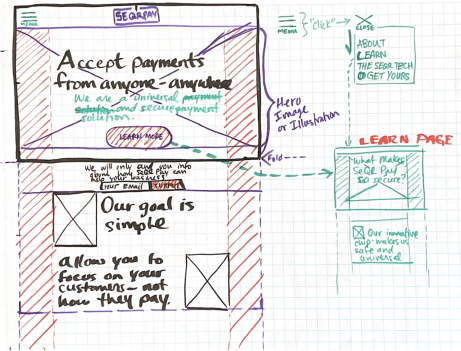 MENU
SEQRPAY
Accept payments
from anyone - anywhere
We are a universal payment
solution and secure payment
solution.
LEARN MORE
Hero
Image
or Illustration
Fold
We will only send you info
about how SEQR Pay can
help your business!
YOUR EMAIL SUBMIT
Our goal is
simple
allow you to
focus on your
customers - not
how they pay.
MENU
"click"
CLOSE
ABOUT
LEARN
THE SEQR TECH
GET YOURS
LEARN PAGE
What makes
SeQR Pay
so secure?
Our innovative
chip makes us
safe and
universal